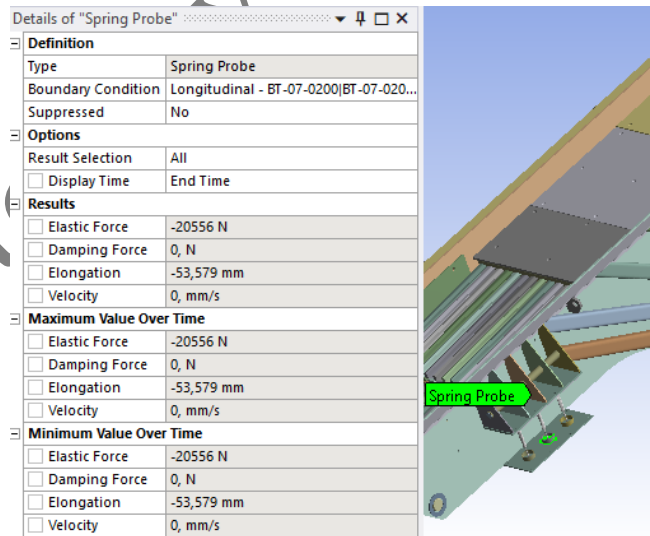 Details of "Spring Probe"
Definition
Type Spring Probe
Boundary Condition Longitudinal - BT-07-0200|BT-07-020...
Suppressed No
Options
Result Selection All
Display Time End Time
Results
Elastic Force -20556 N
Damping Force 0, N
Elongation -53,579 mm
Velocity 0, mm/s
Maximum Value Over Time
Elastic Force -20556 N
Damping Force 0, N
Elongation -53,579 mm
Velocity 0, mm/s
Minimum Value Over Time
Elastic Force -20556 N
Damping Force 0, N
Elongation -53,579 mm
Velocity 0, mm/s
Spring Probe